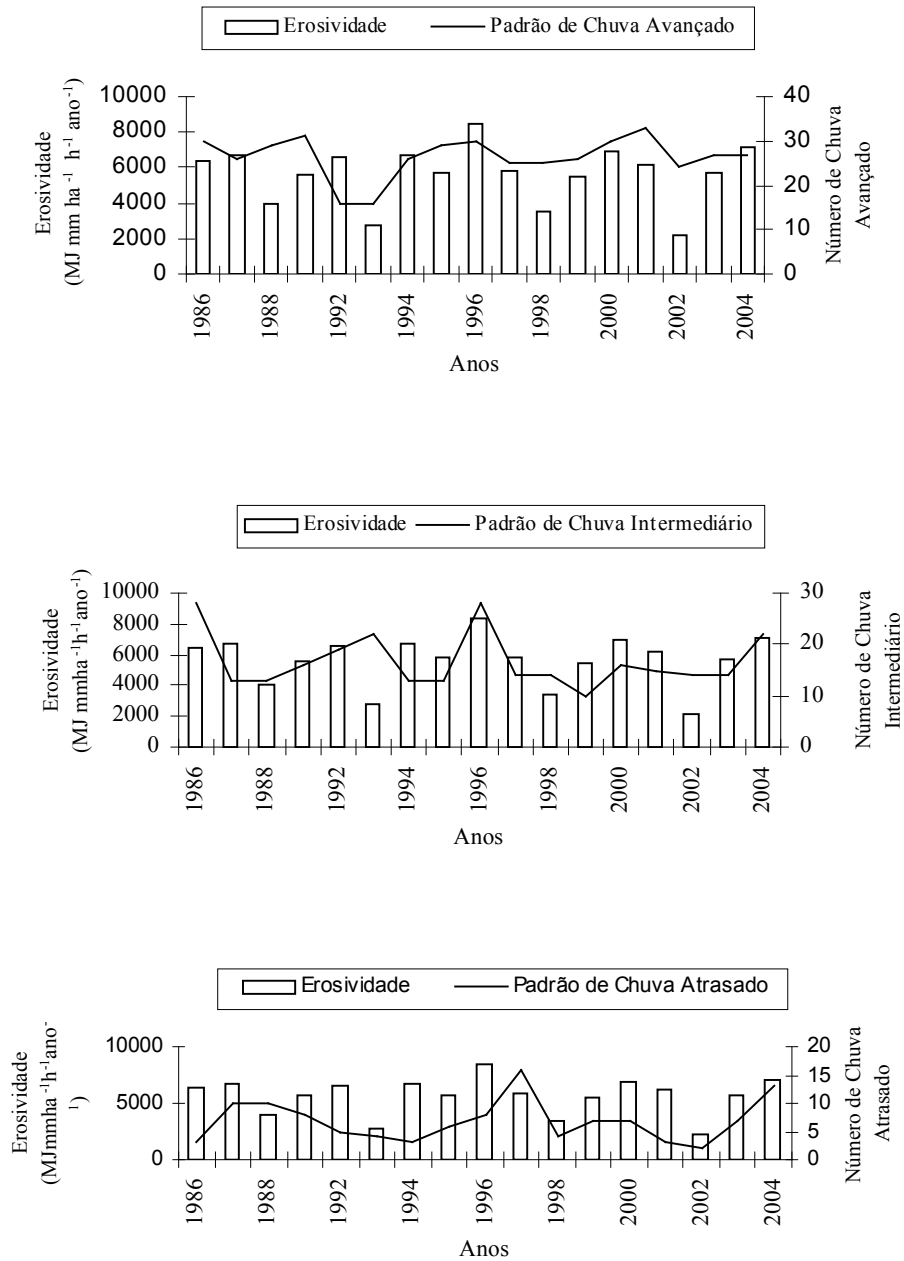 Erosividade Padrão de Chuva Avançado
Erosividade
(MJ mm ha -1 h-1 ano-1)
10000
8000
6000
4000
2000
0
40
30
20
10
0
Número de Chuva
Avançado
1986 1988 1992 1994 1996 1998 2000 2002 2004
Anos
Erosividade Padrão de Chuva Intermediário
Erosividade
(MJ mmha-1h-1ano-1)
10000
8000
6000
4000
2000
0
30
20
10
0
Número de Chuva
Intermediário
1986 1988 1992 1994 1996 1998 2000 2002 2004
Anos
Erosividade Padrão de Chuva Atrasado
Erosividade
(MJmmha -1h-1ano-
1)
10000
5000
0
20
15
10
5
0
Número de Chuva
Atrasado
1986 1988 1992 1994 1996 1998 2000 2002 2004
Anos